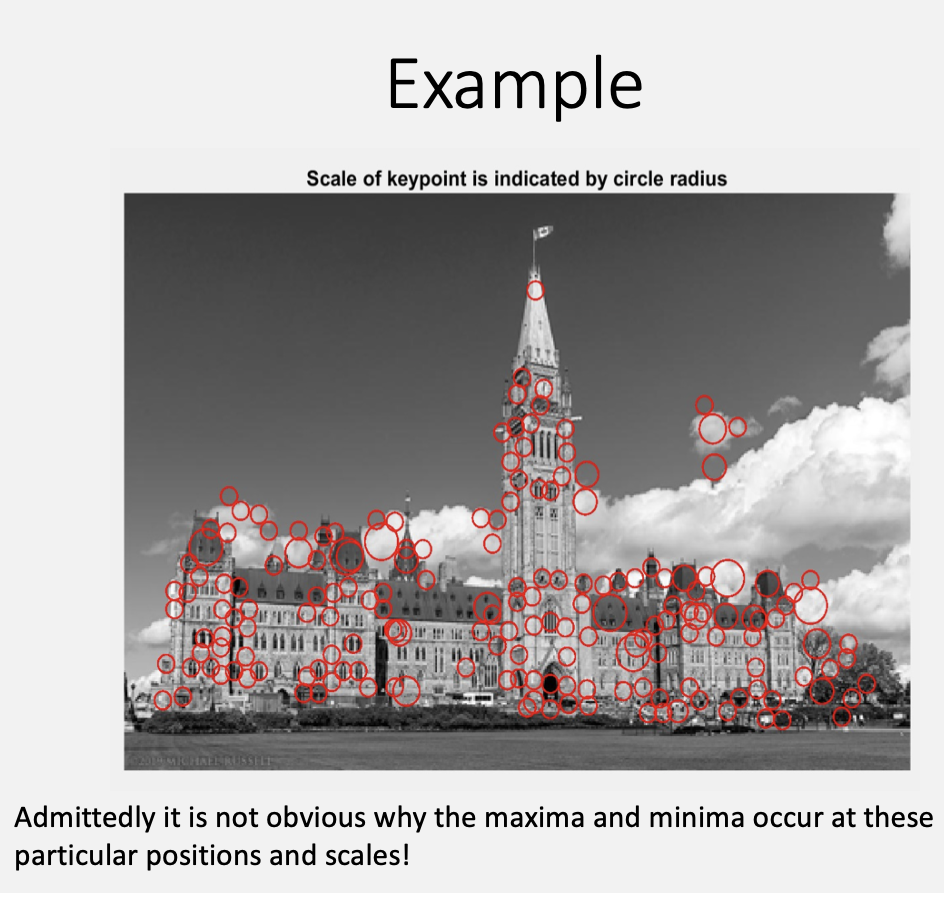 Example
Scale of keypoint is indicated by circle radius
MICHAEL RUSSELL
Admittedly it is not obvious why the maxima and minima occur at these
particular positions and scales!